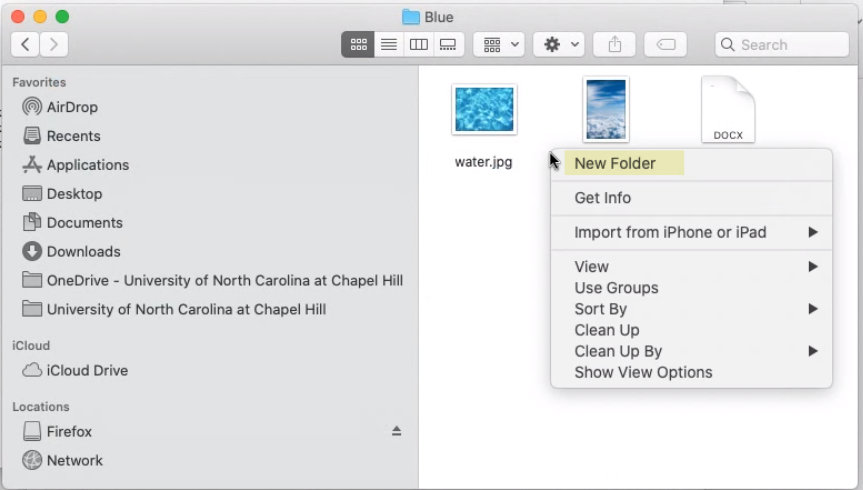 Blue
Search
Favorites
AirDrop
Recents
Applications
Desktop
Documents
Downloads
OneDrive - University of North Carolina at Chapel Hill
University of North Carolina at Chapel Hill
iCloud
iCloud Drive
Locations
Firefox
Network
DOCX
water.jpg
New Folder
Get Info
Import from iPhone or iPad
View
Use Groups
Sort By
Clean Up
Clean Up By
Show View Options